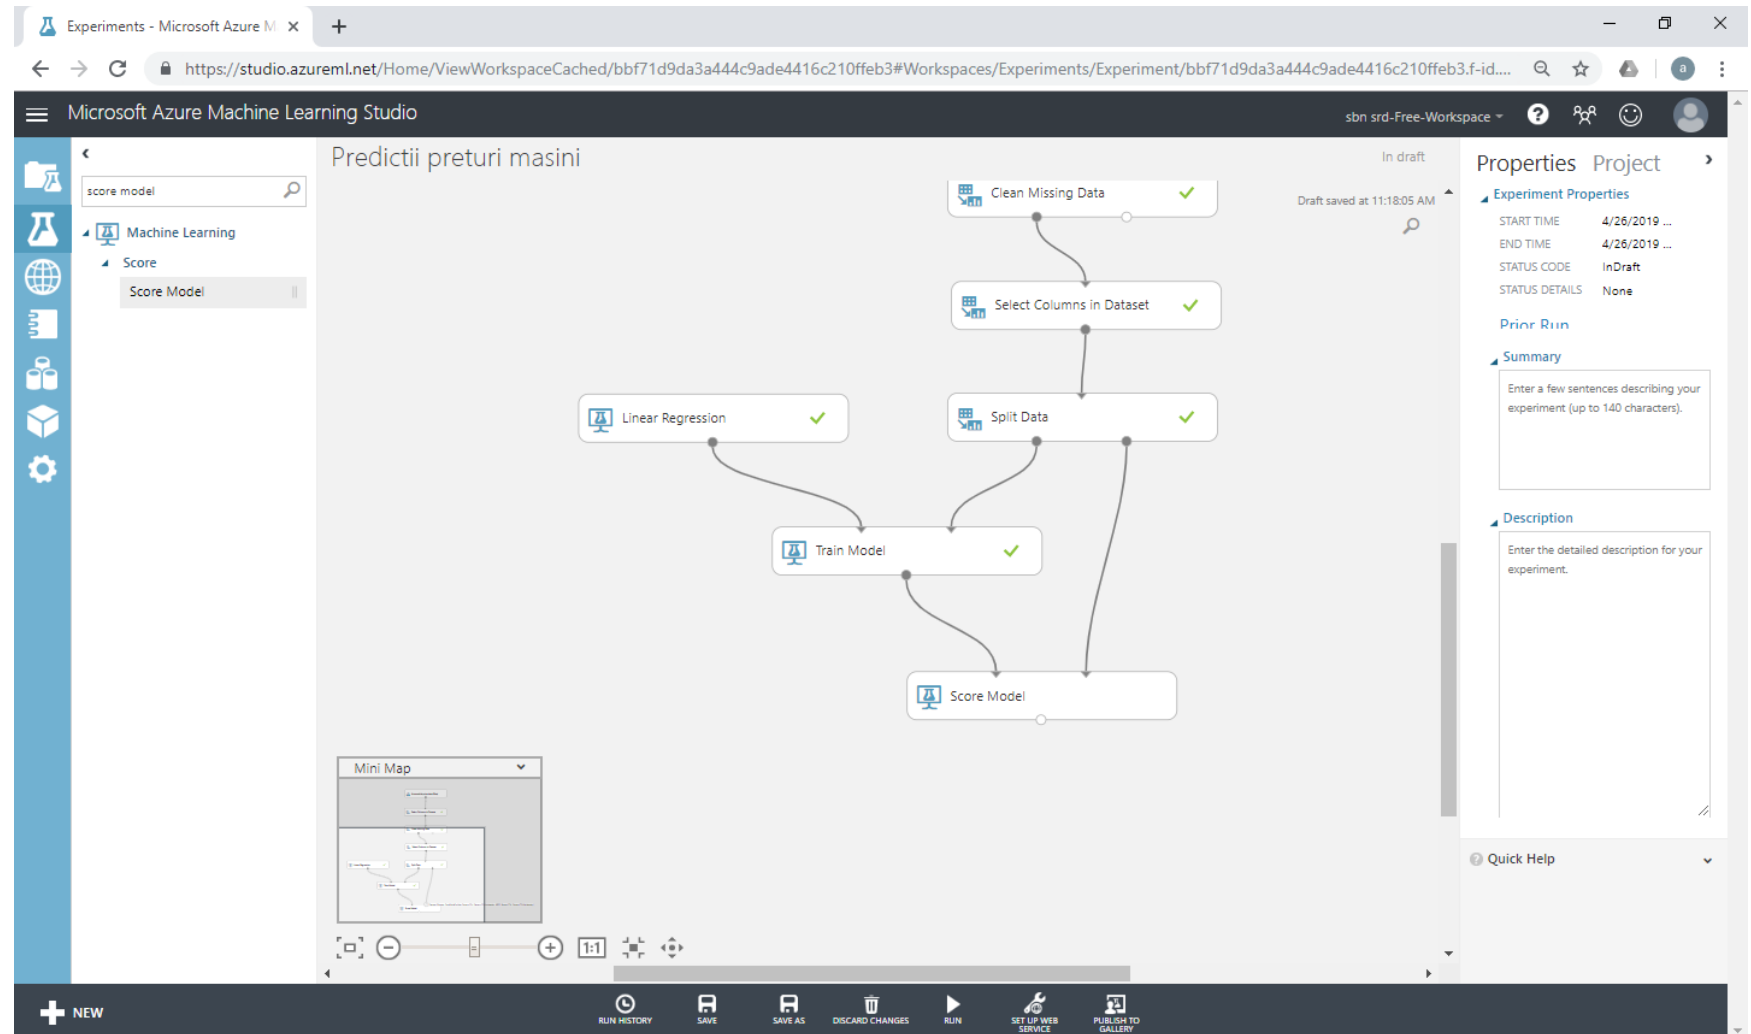 Experiments - Microsoft Azure M
https://studio.azureml.net/Home/ViewWorkspaceCached/bbf71d9da3a444c9ade4416c210ffeb3#Workspaces/Experiments/Experiment/bbf71d9da3a444c9ade4416c210ffeb3.f-id....
a
Microsoft Azure Machine Learning Studio
sbn srd-Free-Workspace
score model
Machine Learning
Score
Score Model
Predictii preturi masini
In draft
Draft saved at 11:18:05 AM
Clean Missing Data
Select Columns in Dataset
Linear Regression
Split Data
Train Model
Score Model
Mini Map
1:1
Properties Project
Experiment Properties
START TIME 4/26/2019 ...
END TIME 4/26/2019 ...
STATUS CODE InDraft
STATUS DETAILS None
Prior Run
Summary
Enter a few sentences describing your
experiment (up to 140 characters).
Description
Enter the detailed description for your
experiment.
Quick Help
NEW
RUN HISTORY
SAVE
SAVE AS
DISCARD CHANGES
RUN
SET UP WEB
SERVICE
PUBLISH TO
GALLERY